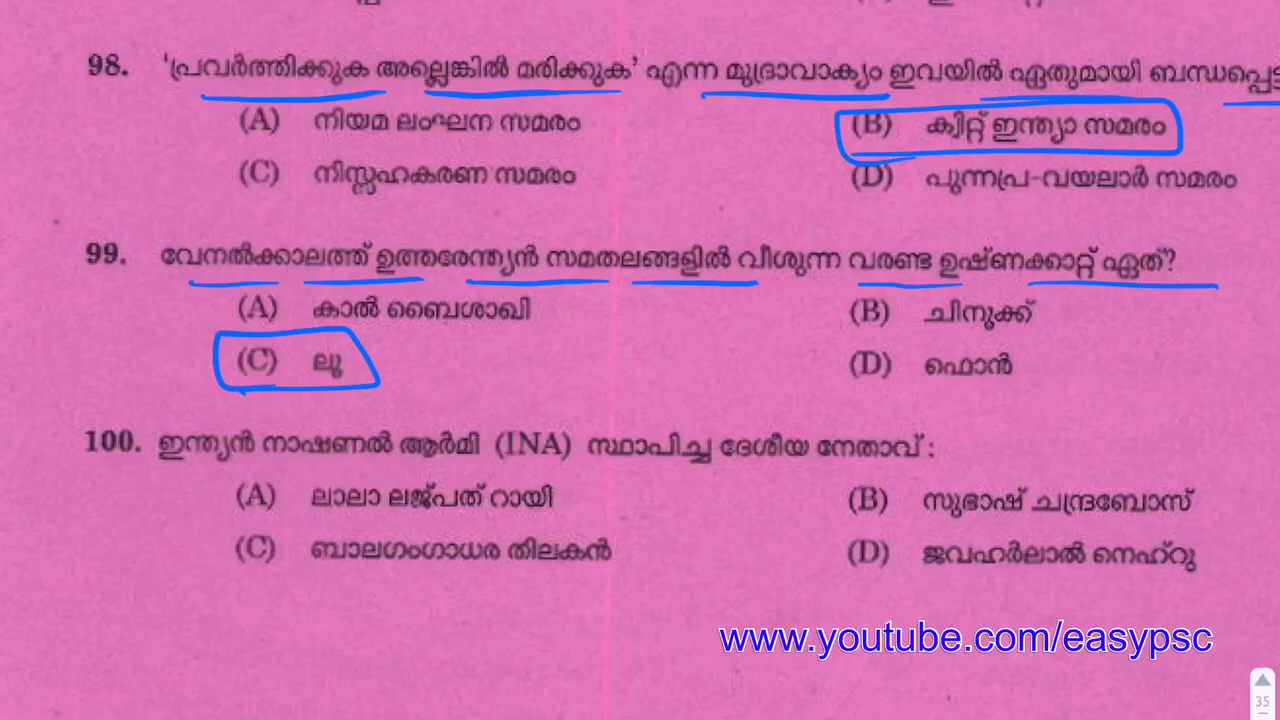 98. 'പ്രവർത്തിക്കുക അല്ലെങ്കിൽ മരിക്കുക' എന്ന മുദ്രാവാക്യം ഇവയിൽ ഏതുമായി
(A) നിയമ ലംഘന സമരം (B) ക്വിറ്റ് ഇന്ത്യാ സമരം
(C) നിസ്സഹകരണ സമരം (D) പുന്നപ്ര-വയലാർ സമരം
99. വേനൽക്കാലത്ത് ഉത്തരേന്ത്യൻ സമതലങ്ങളിൽ വീശുന്ന വരണ്ട ഉഷ്ണക്കാറ്റ് ഏത്?
(A) കാൽ ബൈശാഖി (B) ചിനൂക്ക്
(C) ലൂ (D) ഫൊൻ
100. ഇന്ത്യൻ നാഷണൽ ആർമി (INA) സ്ഥാപിച്ച ദേശീയ നേതാവ് :
(A) ലാലാ ലജ്പത് റായി (B) സുഭാഷ് ചന്ദ്രബോസ്
(C) ബാലഗംഗാധര തിലകൻ (D) ജവഹർലാൽ നെഹ്റു
www.youtube.com/easypsc
35